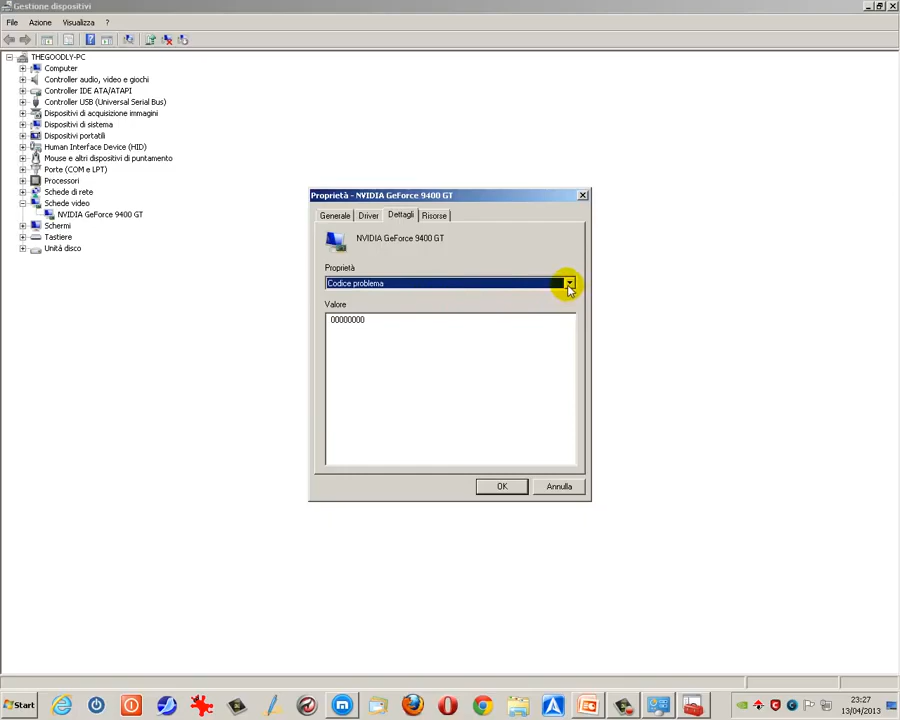 Gestione dispositivi
File Azione Visualizza ?
THEGOODLY-PC
Computer
Controller audio, video e giochi
Controller IDE ATA/ATAPI
Controller USB (Universal Serial Bus)
Dispositivi di acquisizione immagini
Dispositivi di sistema
Dispositivi portatili
Human Interface Device (HID)
Mouse e altri dispositivi di puntamento
Porte (COM e LPT)
Processori
Schede di rete
Schede video
NVIDIA GeForce 9400 GT
Schermi
Tastiere
Unità disco
Proprietà - NVIDIA GeForce 9400 GT
Generale Driver Dettagli Risorse
NVIDIA GeForce 9400 GT
Proprietà
Codice problema
Valore
00000000
OK Annulla
Start
23:27
13/04/2013